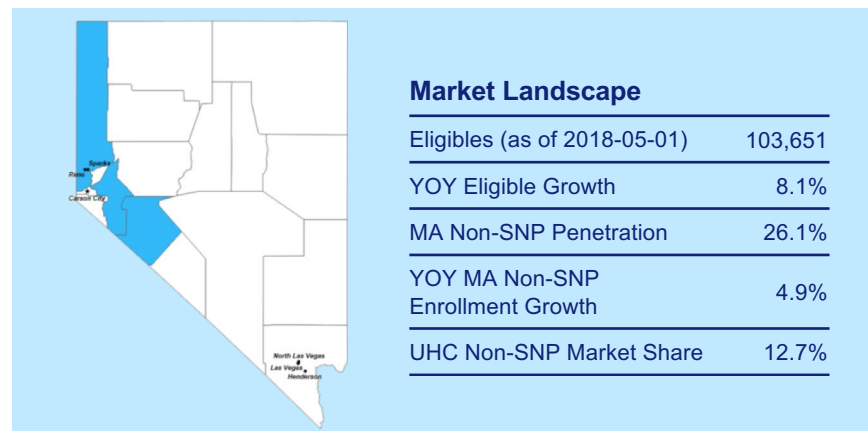 Sparks
Reno
Carson City
North Las Vegas
Las Vegas
Henderson
Market Landscape
Eligibles (as of 2018-05-01) 103,651
YOY Eligible Growth 8.1%
MA Non-SNP Penetration 26.1%
YOY MA Non-SNP
Enrollment Growth 4.9%
UHC Non-SNP Market Share 12.7%